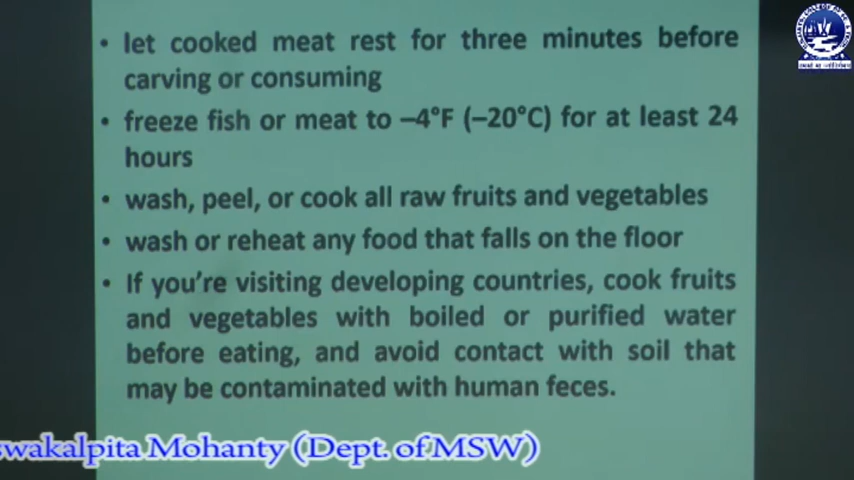 • let cooked meat rest for three minutes before
carving or consuming
• freeze fish or meat to –4°F (–20°C) for at least 24
hours
• wash, peel, or cook all raw fruits and vegetables
• wash or reheat any food that falls on the floor
• If you're visiting developing countries, cook fruits
and vegetables with boiled or purified water
before eating, and avoid contact with soil that
may be contaminated with human feces.
swakalpita Mohanty (Dept. of MSW)